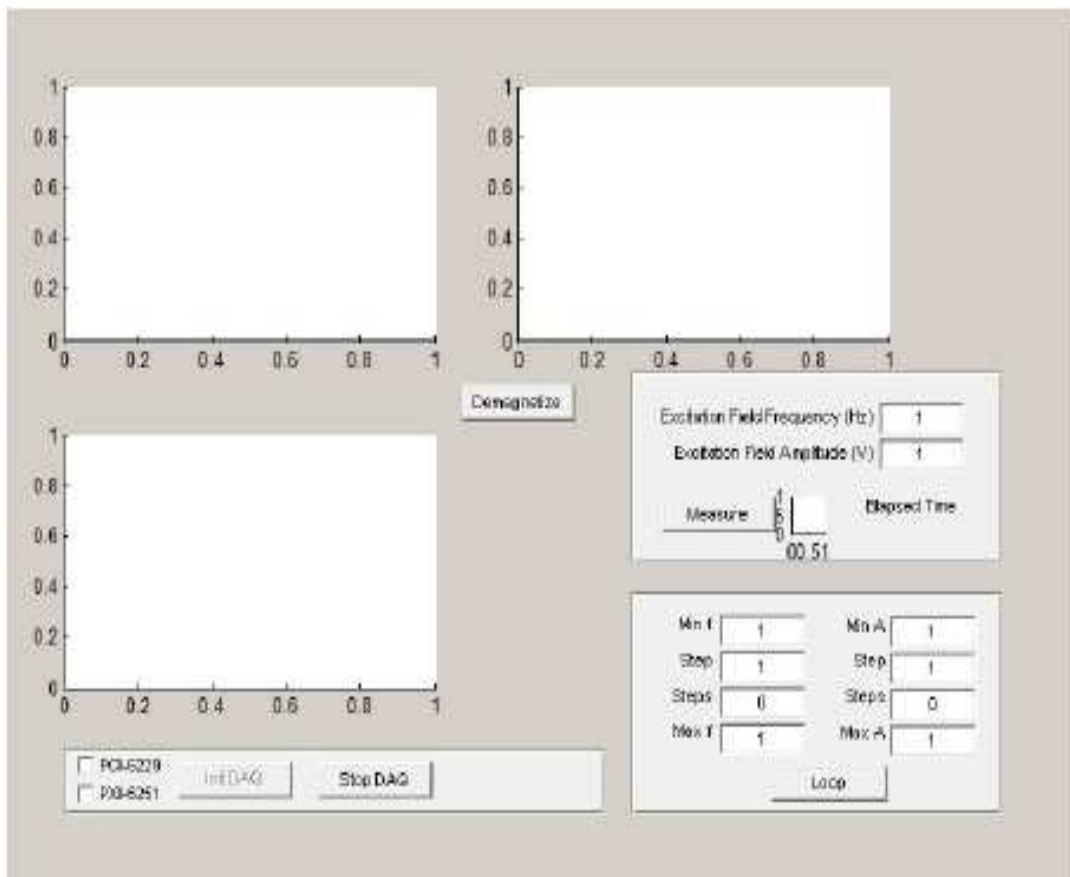 1
0.8
0.6
0.4
0.2
0
0 0.2 0.4 0.6 0.8 1
1
0.8
0.6
0.4
0.2
0
0 0.2 0.4 0.6 0.8 1
Demagnetize
Excitation Field Frequency (Hz) 1
Excitation Field Amplitude (V) 1
Measure
Elapsed Time
1
0.8
0.6
0.4
0.2
0
0 0.2 0.4 0.6 0.8 1
Min f 1 Min A 1
Step 1 Step 1
Steps 0 Steps 0
Max f 1 Max A 1
Loop
PCI-6229
PXI-6251
Init DAQ
Stop DAQ